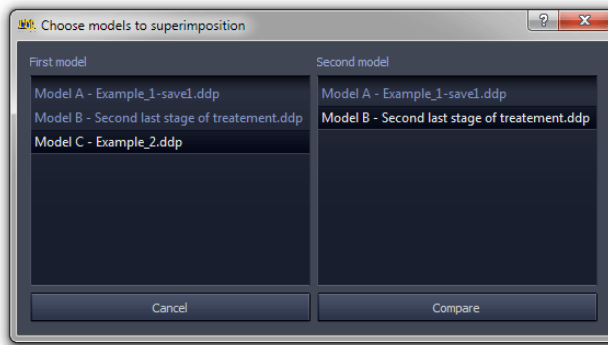 Choose models to superimposition
First model
Second model
Model A - Example_1-save1.ddp
Model B - Second last stage of treatement.ddp
Model C - Example_2.ddp
Model A - Example_1-save1.ddp
Model B - Second last stage of treatement.ddp
Cancel
Compare